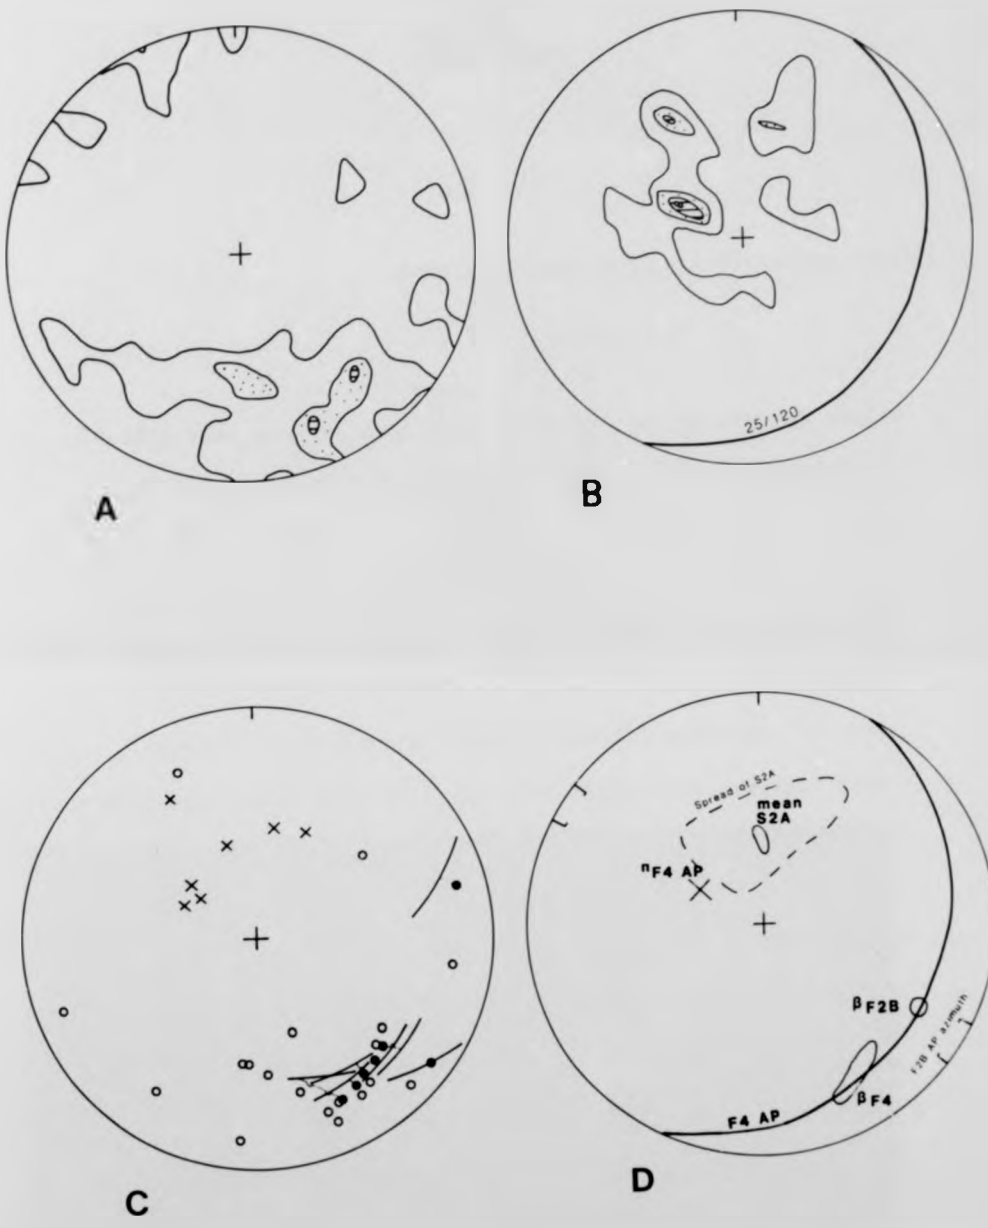 25/120
A
B
Spread of S2A
mean
S2A
nF4 AP
βF2B
F2B AP azimuth
βF4
F4 AP
C
D